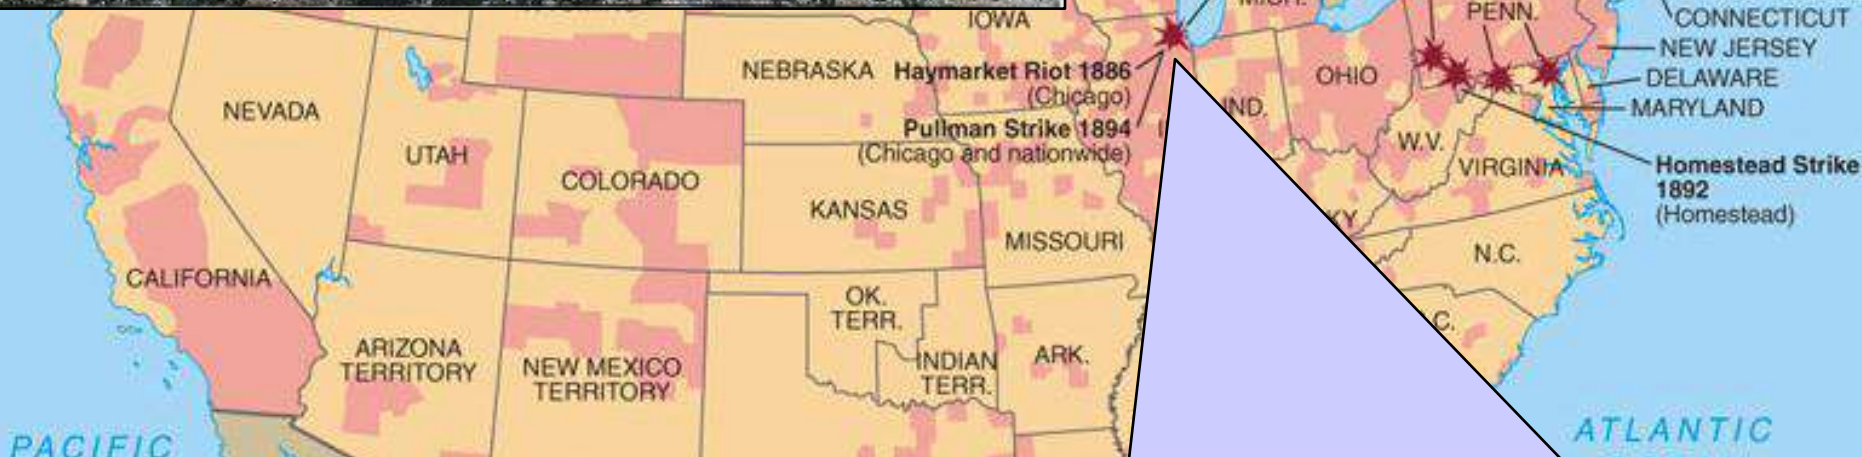 IOWA
PENN.
CONNECTICUT
NEW JERSEY
NEBRASKA
Haymarket Riot 1886
(Chicago)
OHIO
DELAWARE
NEVADA
IND.
MARYLAND
Pullman Strike 1894
(Chicago and nationwide)
UTAH
W.V.
VIRGINIA
Homestead Strike
1892
(Homestead)
COLORADO
KANSAS
KY
MISSOURI
N.C.
CALIFORNIA
OK.
TERR.
ARIZONA
TERRITORY
NEW MEXICO
TERRITORY
INDIAN
TERR.
ARK.
PACIFIC
ATLANTIC